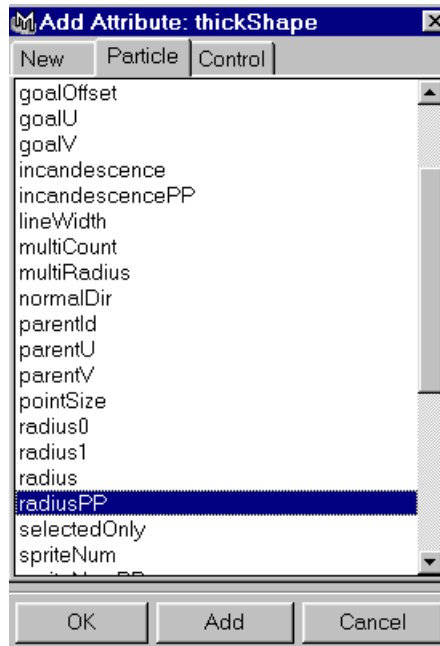 Add Attribute: thickShape
New Particle Control
goalOffset
goalU
goalV
incandescence
incandescencePP
lineWidth
multiCount
multiRadius
normalDir
parentId
parentU
parentV
pointSize
radius0
radius1
radius
radiusPP
selectedOnly
spriteNum
OK Add Cancel